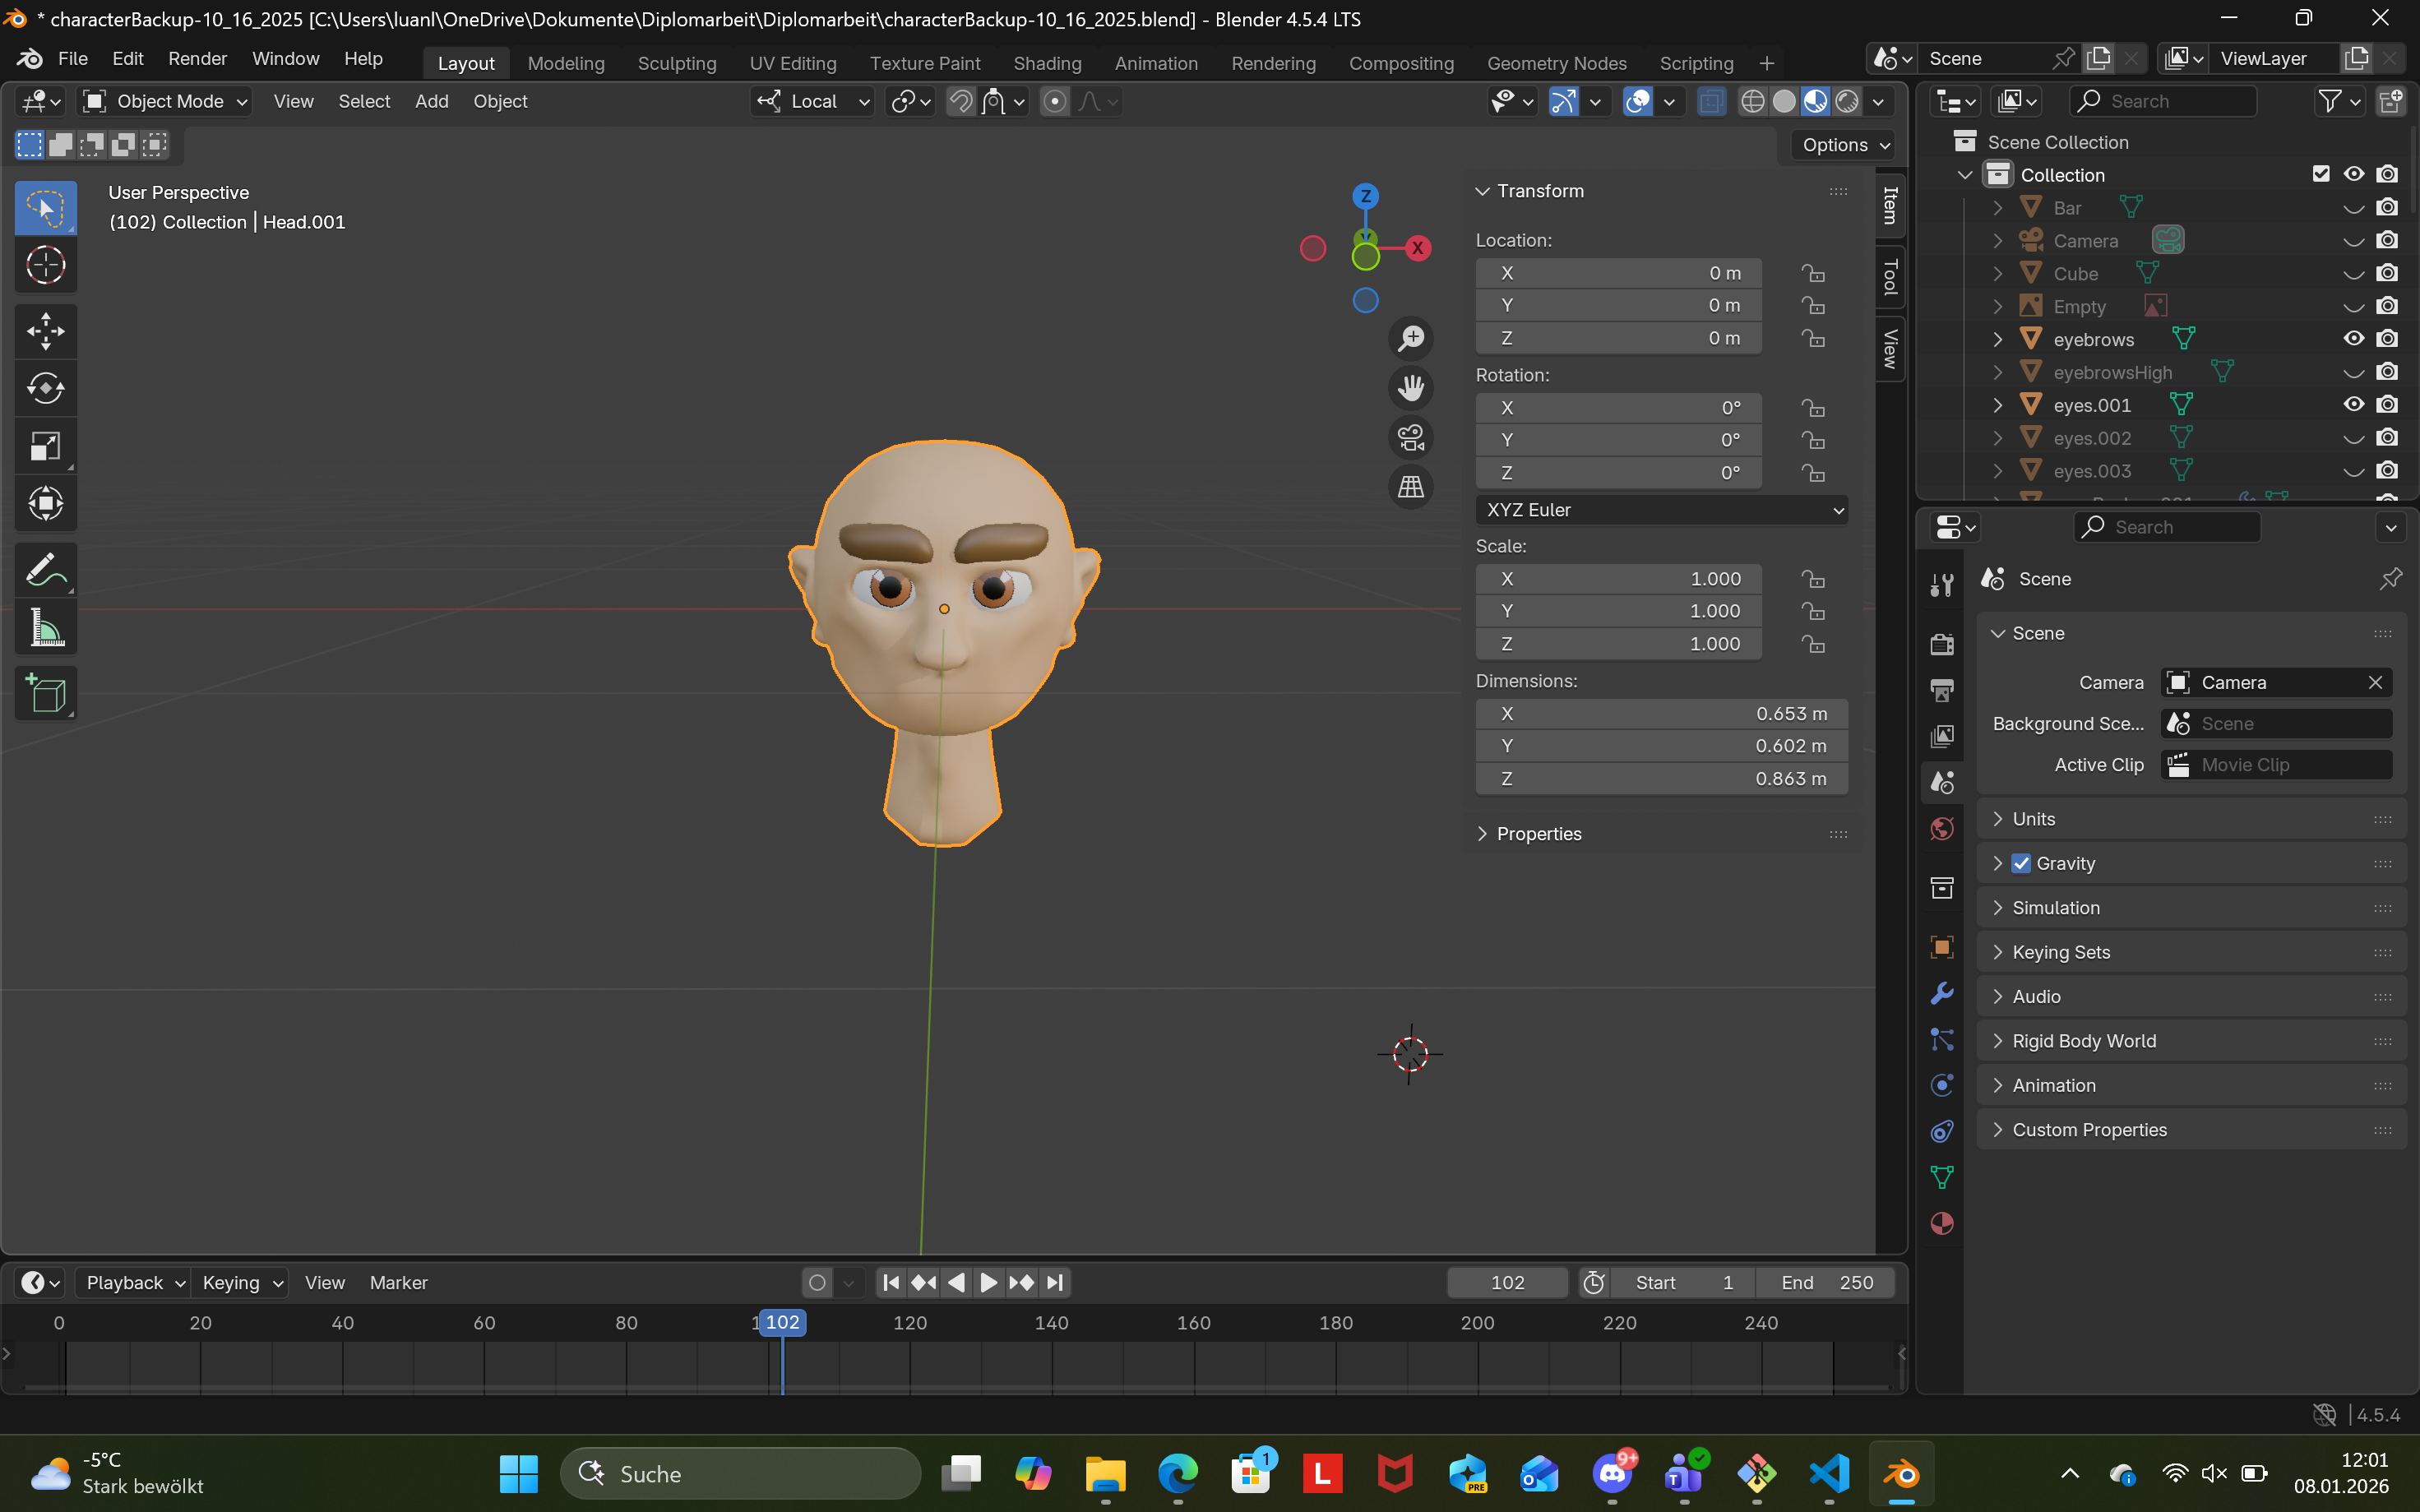 * characterBackup-10_16_2025 [C:\Users\luanl\OneDrive\Dokumente\Diplomarbeit\Diplomarbeit\characterBackup-10_16_2025.blend] - Blender 4.5.4 LTS
File Edit Render Window Help Layout Modeling Sculpting UV Editing Texture Paint Shading Animation Rendering Compositing Geometry Nodes Scripting + Scene ViewLayer
Object Mode View Select Add Object Local Search
Options
User Perspective
(102) Collection | Head.001
Z
X
Item
Tool
View
Transform
Location:
X 0 m
Y 0 m
Z 0 m
Rotation:
X 0°
Y 0°
Z 0°
XYZ Euler
Scale:
X 1.000
Y 1.000
Z 1.000
Dimensions:
X 0.653 m
Y 0.602 m
Z 0.863 m
Properties
Scene Collection
Collection
Bar
Camera
Cube
Empty
eyebrows
eyebrowsHigh
eyes.001
eyes.002
eyes.003
Search
Scene
Scene
Camera Camera
Background Sce... Scene
Active Clip Movie Clip
Units
Gravity
Simulation
Keying Sets
Audio
Rigid Body World
Animation
Custom Properties
Playback Keying View Marker 102 Start 1 End 250
0 20 40 60 80 102 120 140 160 180 200 220 240
4.5.4
-5°C
Stark bewölkt
Suche
1
L
PRE
9+
12:01
08.01.2026